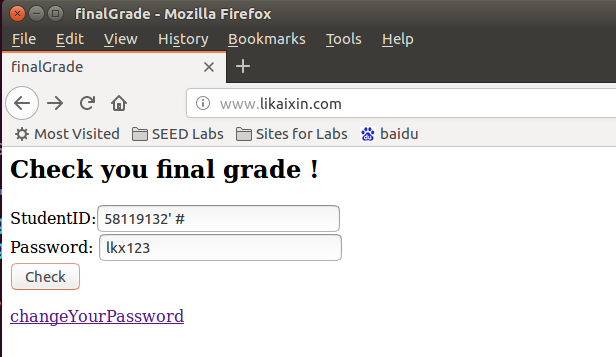 finalGrade - Mozilla Firefox
File Edit View History Bookmarks Tools Help
finalGrade
www.likaixin.com
Most Visited SEED Labs Sites for Labs baidu
Check you final grade !
StudentID: 58119132' #
Password: lkx123
Check
changeYourPassword